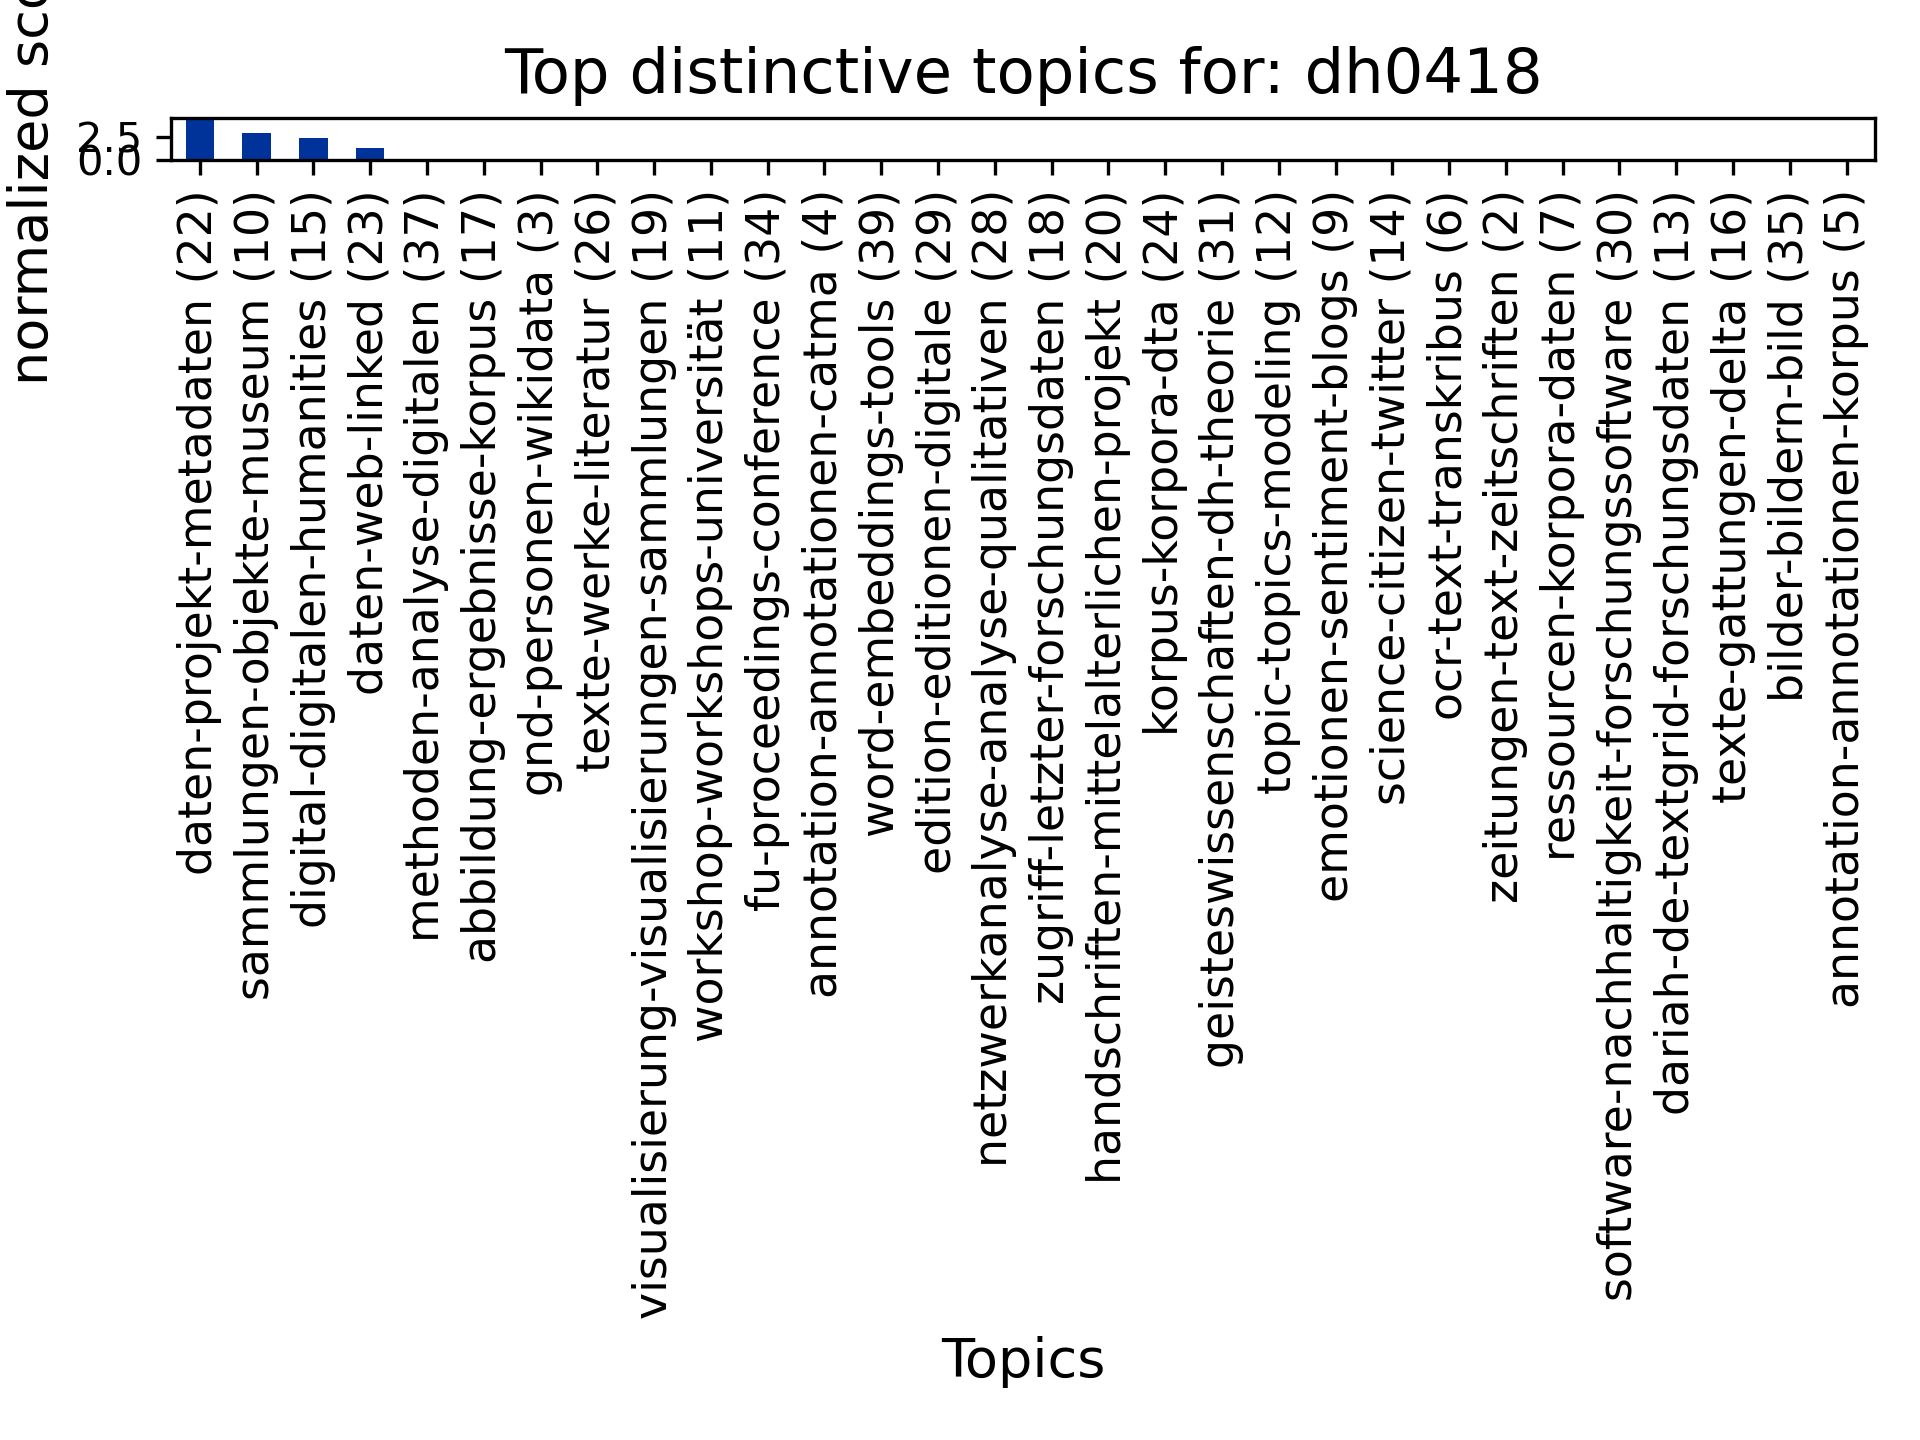 Top distinctive topics for: dh0418
normalized
2.5
0.0
daten-projekt-metadaten (22)
sammlungen-objekte-museum (10)
digital-digitalen-humanities (15)
daten-web-linked (23)
methoden-analyse-digitalen (37)
abbildung-ergebnisse-korpus (17)
gnd-personen-wikidata (3)
texte-werke-literatur (26)
visualisierung-visualisierungen-sammlungen (19)
workshop-workshops-universität (11)
fu-proceedings-conference (34)
annotation-annotationen-catma (4)
word-embeddings-tools (39)
edition-editionen-digitale (29)
netzwerkanalyse-analyse-qualitativen (28)
zugriff-letzter-forschungsdaten (18)
handschriften-mittelalterlichen-projekt (20)
korpus-korpora-dta (24)
geisteswissenschaften-dh-theorie (31)
topic-topics-modeling (12)
emotionen-sentiment-blogs (9)
science-citizen-twitter (14)
ocr-text-transkribus (6)
zeitungen-text-zeitschriften (2)
ressourcen-korpora-daten (7)
software-nachhaltigkeit-forschungssoftware (30)
dariah-de-textgrid-forschungsdaten (13)
texte-gattungen-delta (16)
bilder-bildern-bild (35)
annotation-annotationen-korpus (5)
Topics